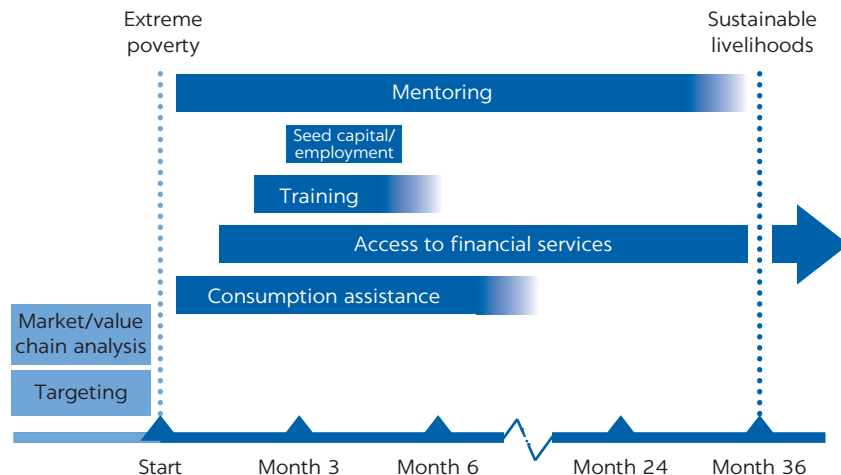 Extreme
poverty
Sustainable
livelihoods
Mentoring
Seed capital/
employment
Training
Access to financial services
Consumption assistance
Market/value
chain analysis
Targeting
Start
Month 3
Month 6
Month 24
Month 36